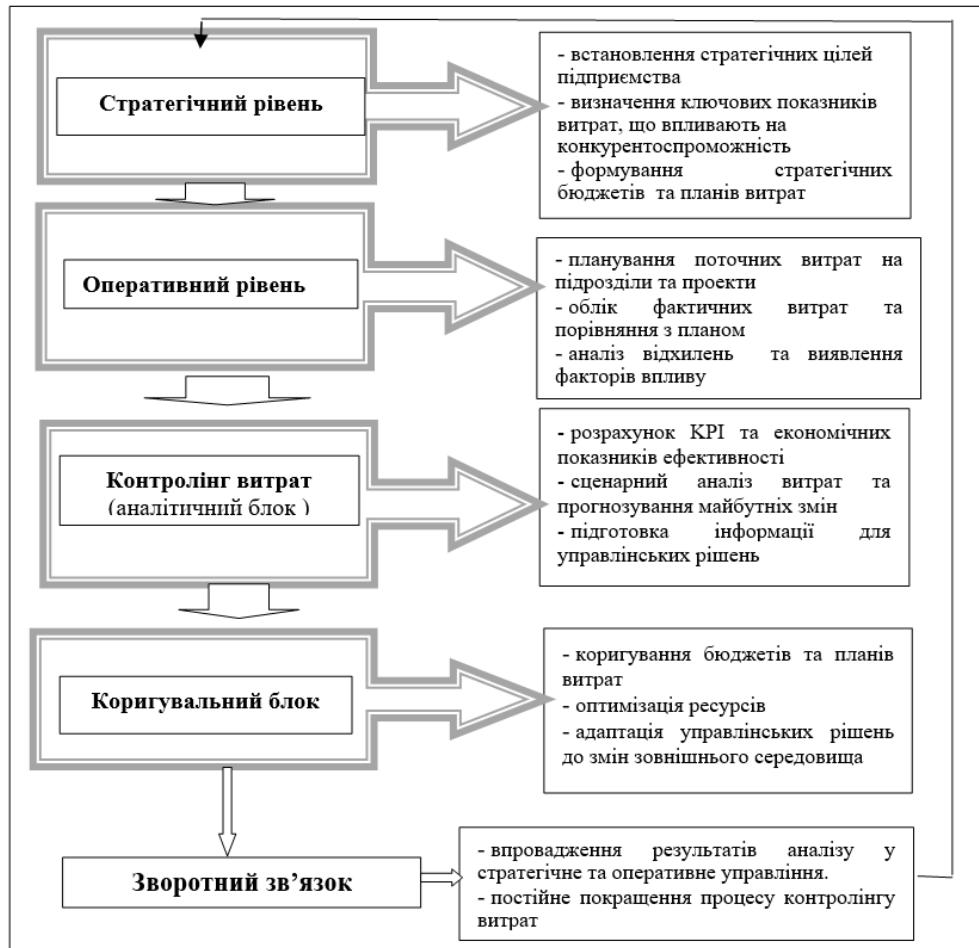 Стратегічний рівень
- встановлення стратегічних цілей
підприємства
- визначення ключових показників
витрат, що впливають на
конкурентоспроможність
- формування стратегічних
бюджетів та планів витрат
Оперативний рівень
- планування поточних витрат на
підрозділи та проекти
- облік фактичних витрат та
порівняння з планом
- аналіз відхилень та виявлення
факторів впливу
Контролінг витрат
(аналітичний блок )
- розрахунок KPI та економічних
показників ефективності
- сценарний аналіз витрат та
прогнозування майбутніх змін
- підготовка інформації для
управлінських рішень
Коригувальний блок
- коригування бюджетів та планів
витрат
- оптимізація ресурсів
- адаптація управлінських рішень
до змін зовнішнього середовища
Зворотний зв’язок
- впровадження результатів аналізу у
стратегічне та оперативне управління.
- постійне покращення процесу контролінгу
витрат